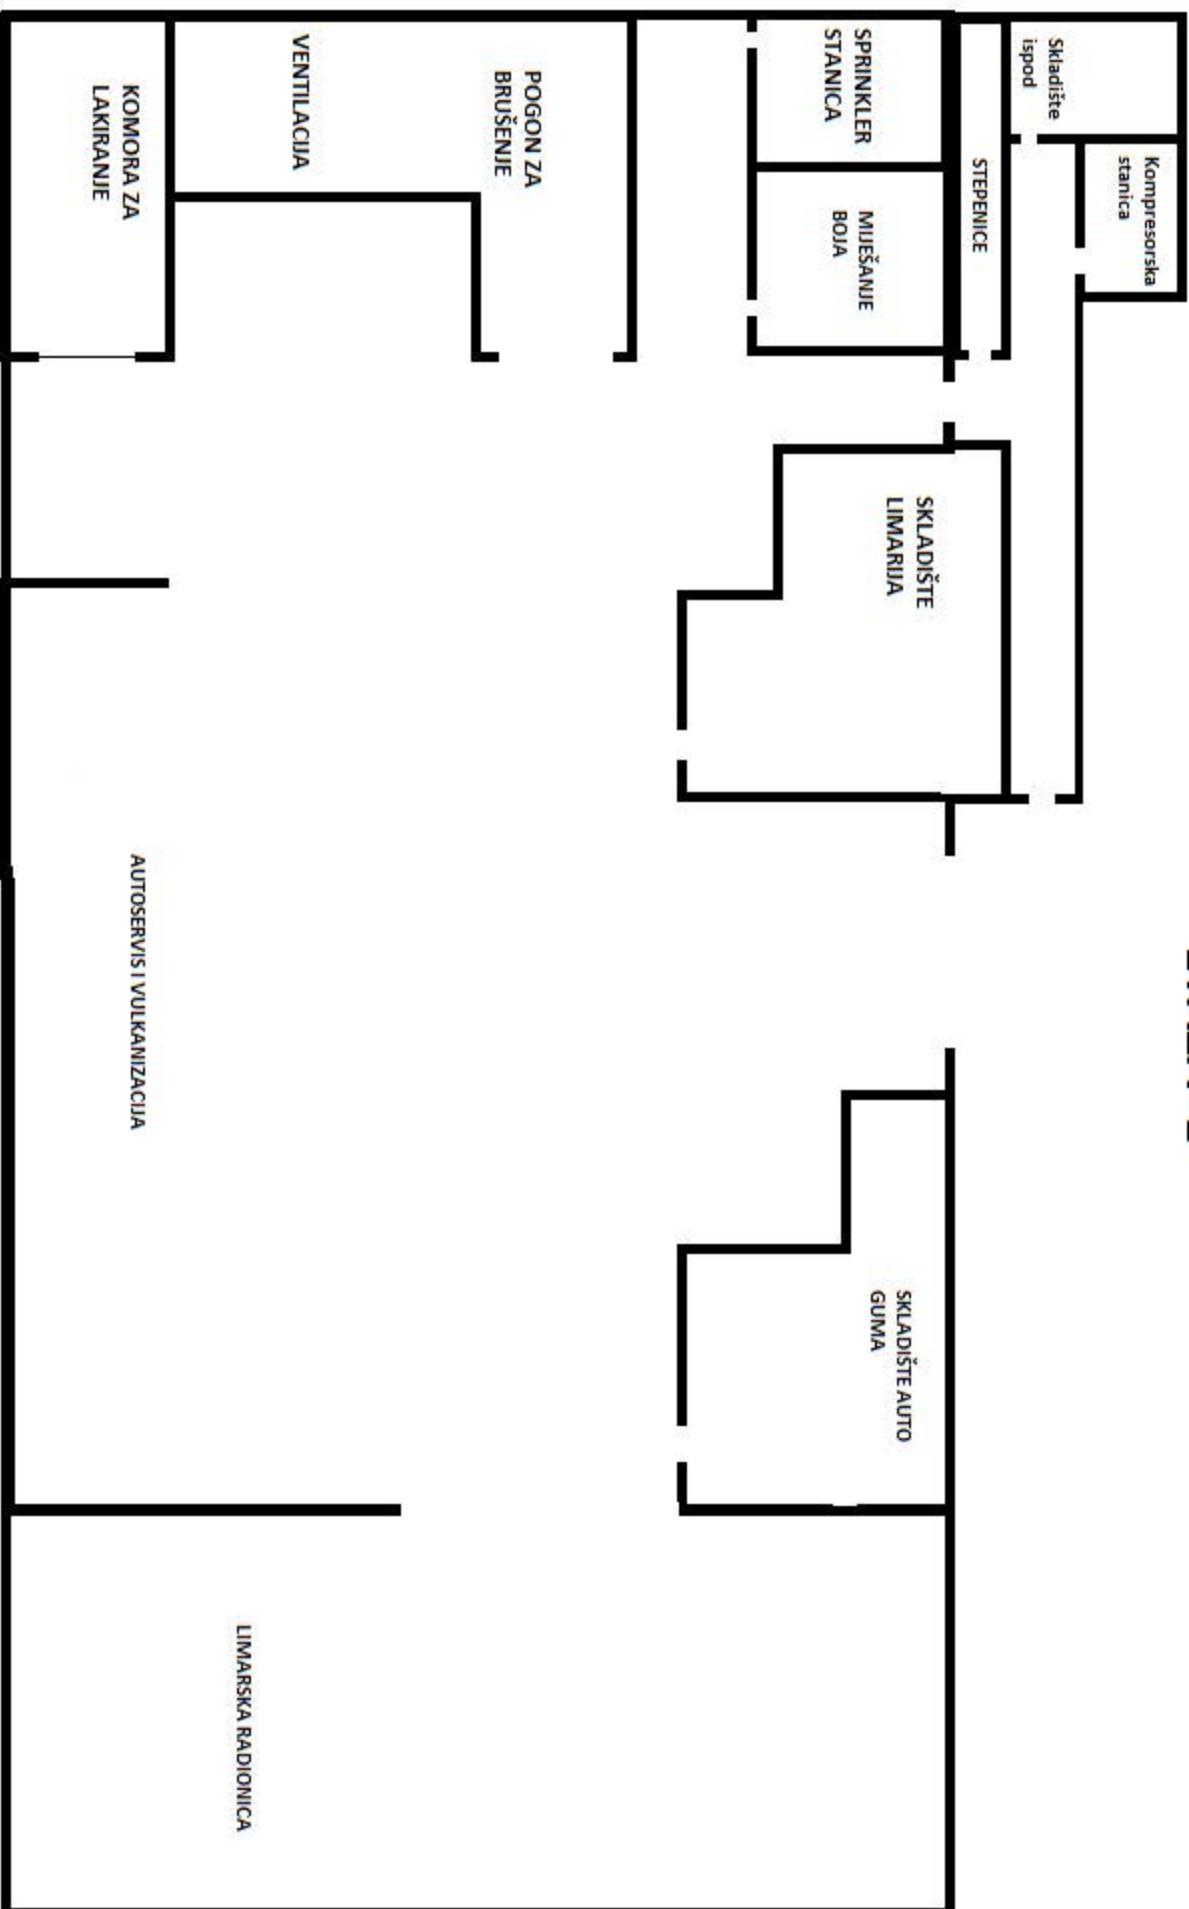 Kompresorska
stanica
Skladište
ispod
STEPENICE
SPRINKLER
STANICA
MIJEŠANJE
BOJA
SKLADIŠTE
LIMARIJA
SKLADIŠTE AUTO
GUMA
POGON ZA
BRUŠENJE
VENTILACIJA
KOMORA ZA
LAKIRANJE
AUTOSERVIS I VULKANIZACIJA
LIMARSKA RADIONICA